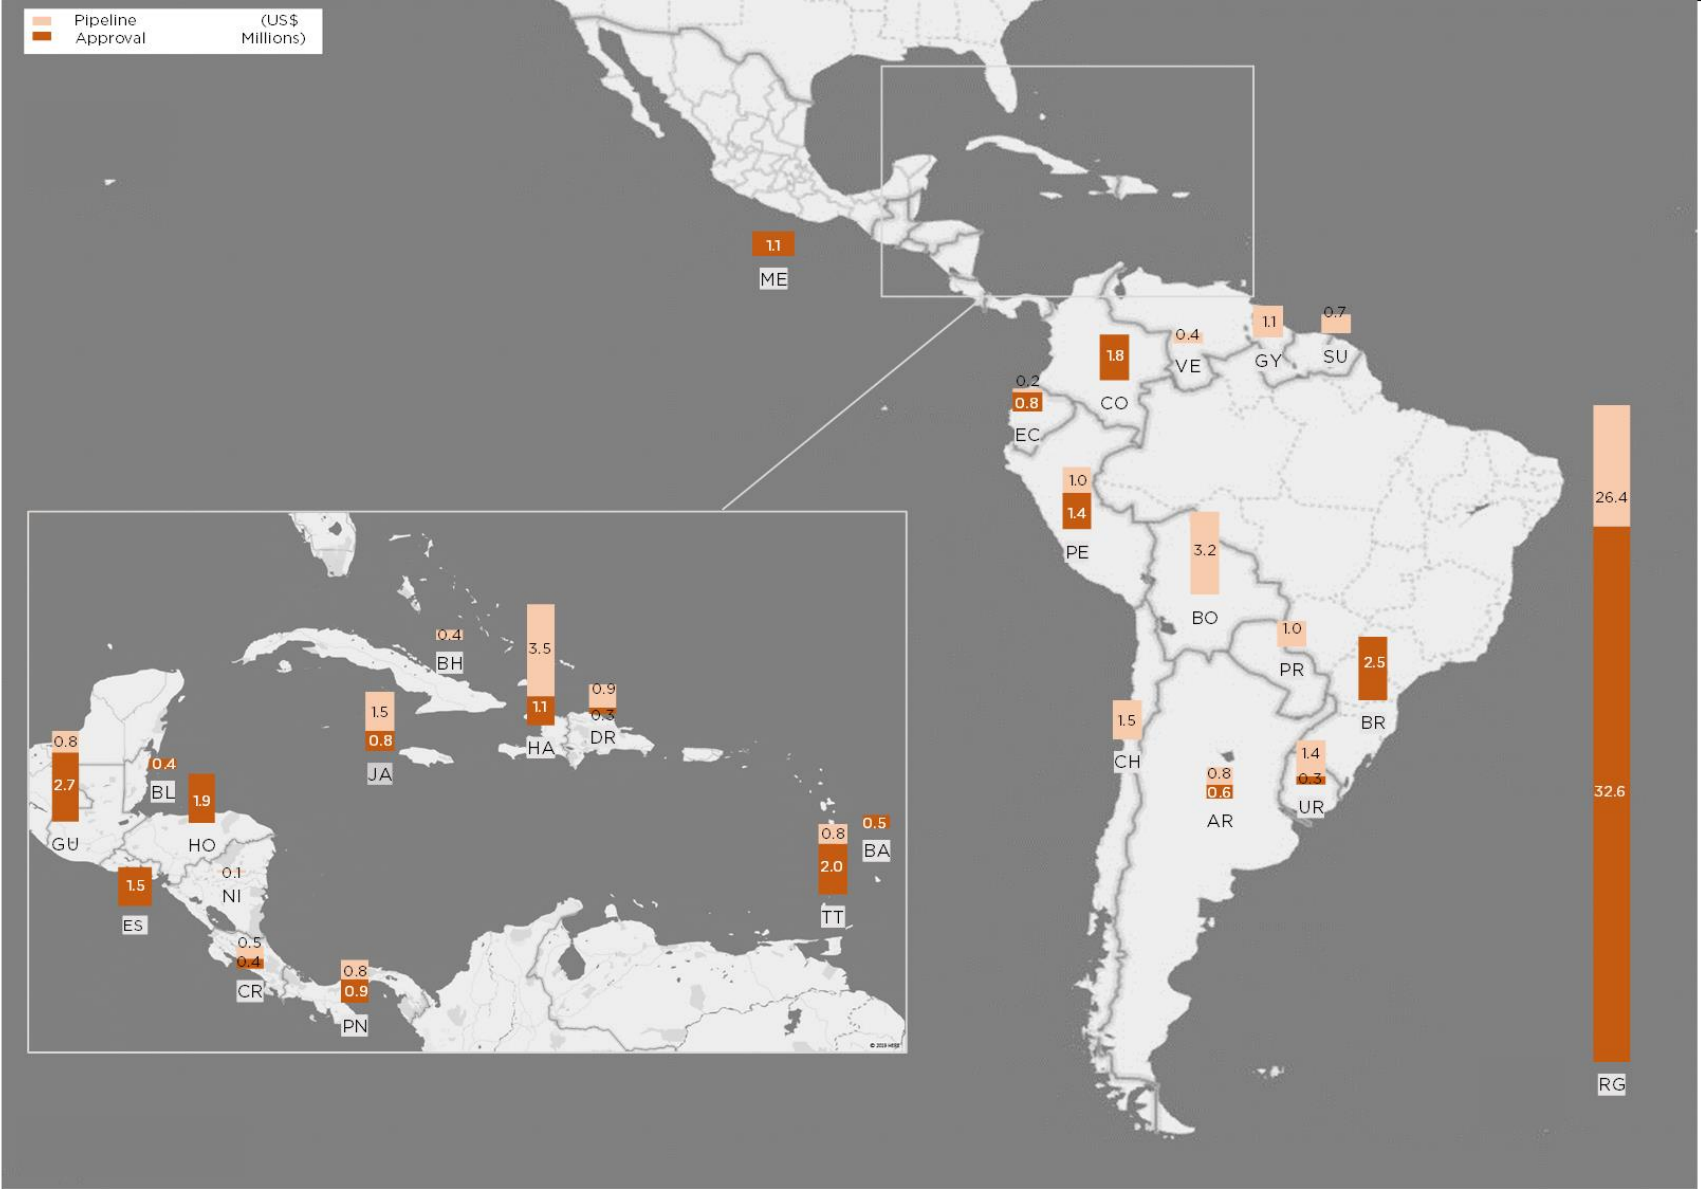 Pipeline (US$
Approval Millions)
1.1
ME
0.7
1.1
0.4
SU
1.8
GY
VE
0.2
0.8
CO
EC
1.0
1.4
PE
26.4
3.2
BO
1.0
PR
2.5
BR
1.5
CH
1.4
0.3
UR
0.8
0.6
AR
32.6
RG
0.4
BH
3.5
1.1
HA
0.9
0.3
DR
1.5
0.8
JA
0.8
2.7
GU
0.4
BL
1.9
HO
0.1
NI
1.5
ES
0.5
0.4
CR
0.8
0.9
PN
0.8
2.0
TT
0.5
BA
© 2019 HERE